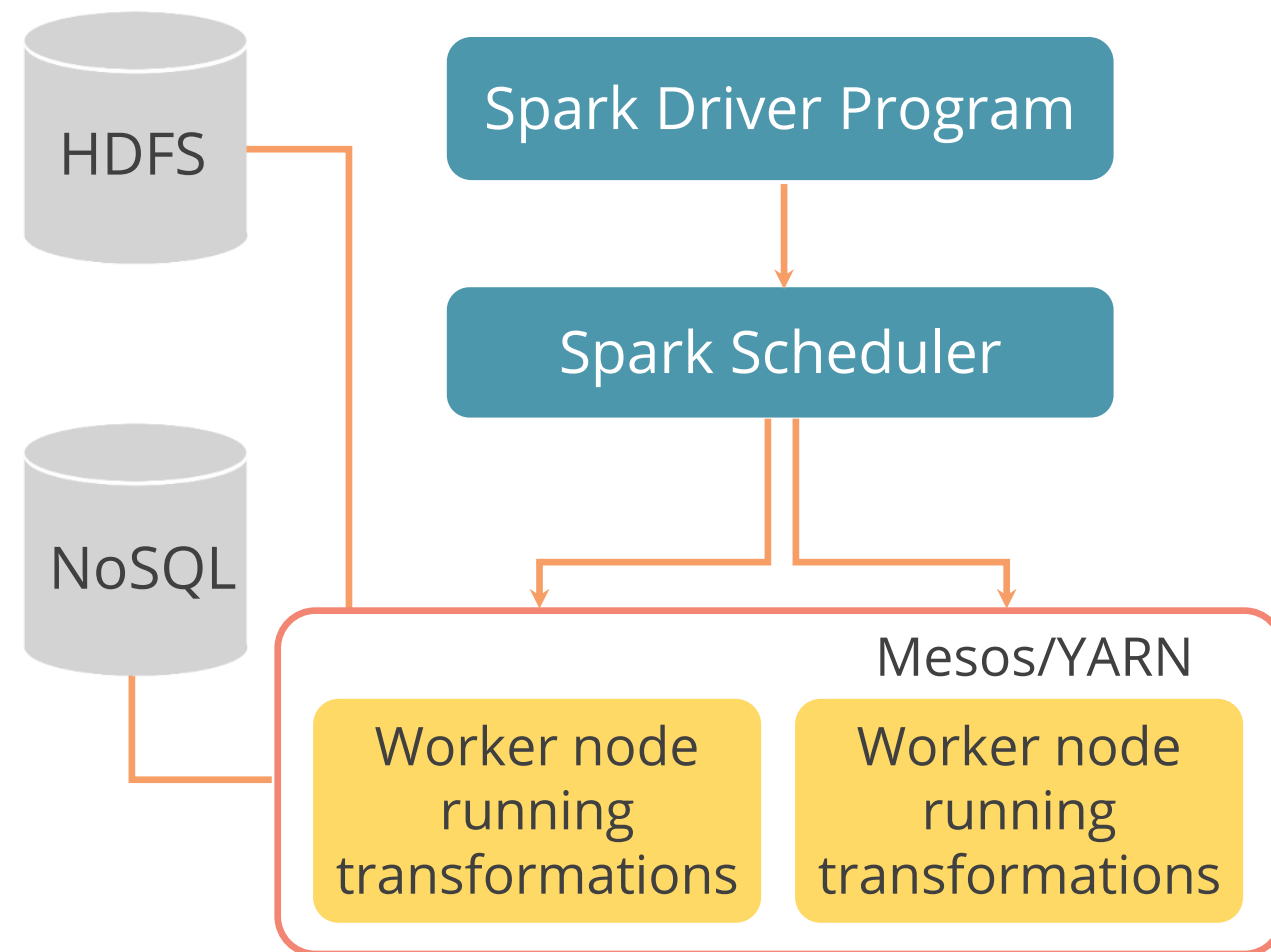 HDFS
Spark Driver Program
Spark Scheduler
NoSQL
Mesos/YARN
Worker node
running
transformations
Worker node
running
transformations